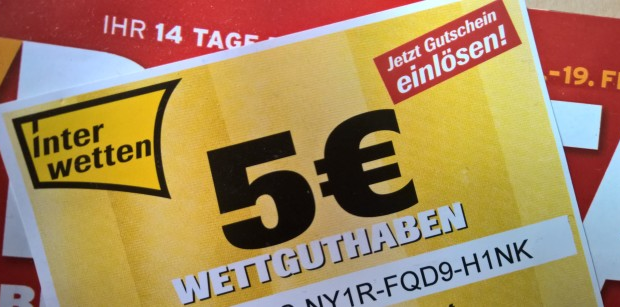 IHR 14 TAGE
-19. F
Jetzt Gutschein
einlösen!
inter
wetten
5€
WETTGUTHABEN
NY1R-FQD9-H1NK